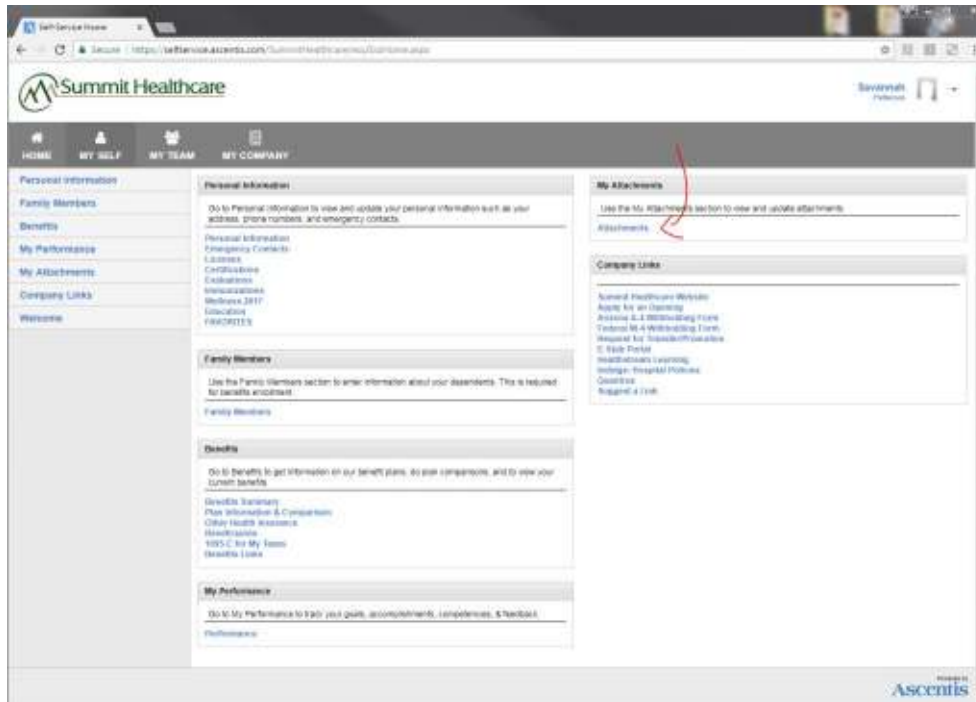 Self Service Home
Secure https://selfservice.ascentis.com/
Summit Healthcare
Savannah
HOME MY SELF MY TEAM MY COMPANY
Personal Information
Family Members
Benefits
My Performance
My Attachments
Company Links
Welcome
Personal Information
Go to Personal Information to view and update your personal information such as your
address, phone numbers, and emergency contacts.
Personal Information
Emergency Contacts
Licenses
Certifications
Evaluations
Immunizations
Wellness 2017
Education
FAVORITES
Family Members
Use the Family Members section to enter information about your dependents. This is required
for benefits enrollment.
Family Members
Benefits
Go to Benefits to get information on our benefit plans, do plan comparisons, and to view your
current benefits.
Benefits Summary
Plan Information & Comparison
Other Health Insurance
Beneficiaries
1095-C for My Taxes
Benefits Links
My Performance
Go to My Performance to track your goals, accomplishments, competencies, & feedback.
Performance
My Attachments
Use the My Attachments section to view and update attachments.
Attachments
Company Links
Summit Healthcare Website
Apply for an Opening
Arizona A-4 Withholding Form
Federal W-4 Withholding Form
Request for Transfer/Promotion
Portal
HealthStream Learning
Hospital Policies
Suggest a Link
Powered by
Ascentis